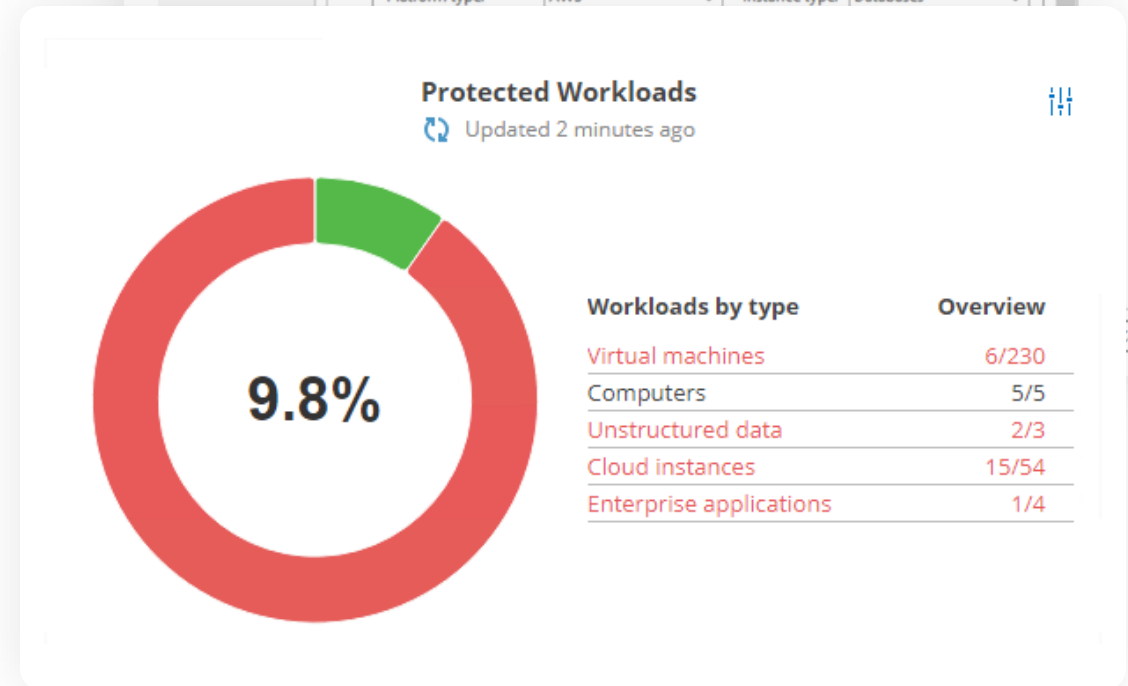 Protected Workloads
Updated 2 minutes ago
9.8%
Workloads by type Overview
Virtual machines 6/230
Computers 5/5
Unstructured data 2/3
Cloud instances 15/54
Enterprise applications 1/4